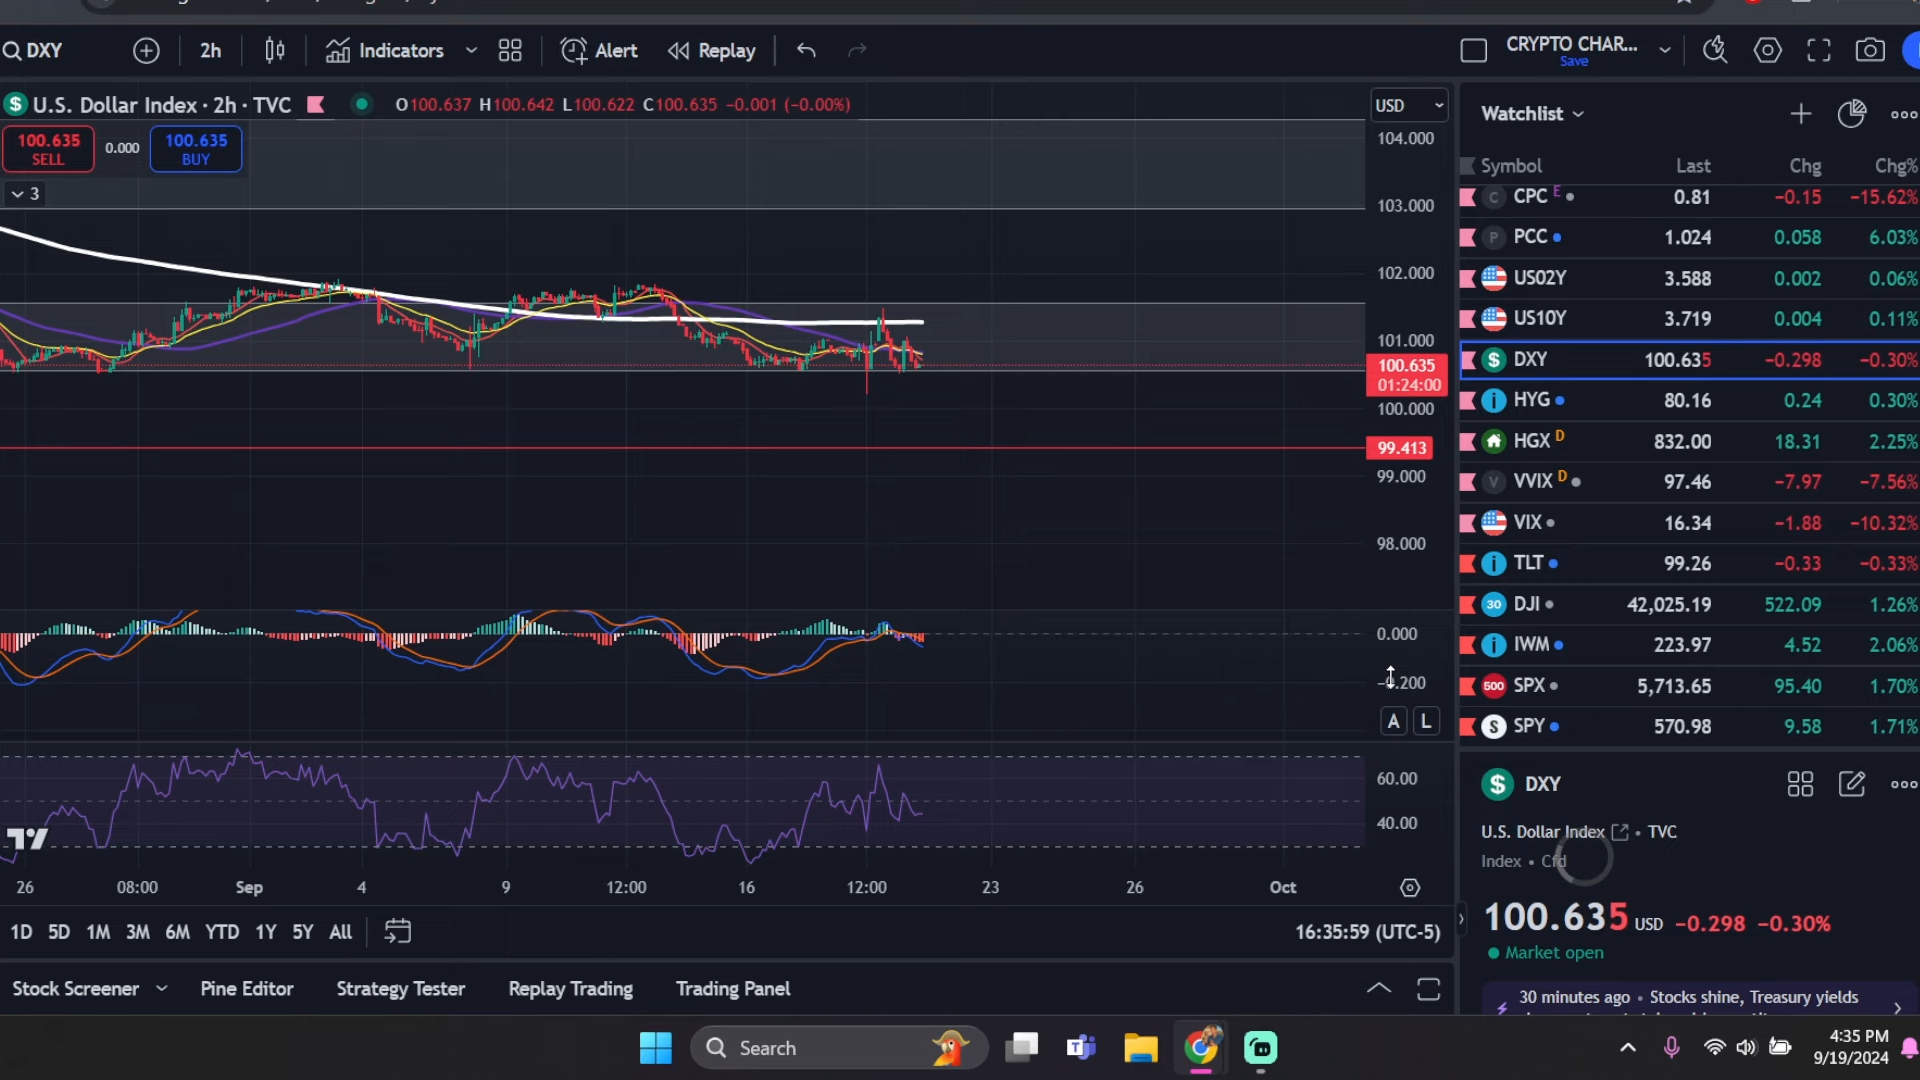 DXY
2h
Indicators
Alert
Replay
CRYPTO CHAR...
Save
$ U.S. Dollar Index · 2h · TVC
O100.637 H100.642 L100.622 C100.635 −0.001 (−0.00%)
100.635
SELL
0.000
100.635
BUY
3
USD
104.000
103.000
102.000
101.000
100.635
01:24:00
100.000
99.413
99.000
98.000
0.000
A L
60.00
40.00
26 08:00 Sep 4 9 12:00 16 12:00 23 26 Oct
1D 5D 1M 3M 6M YTD 1Y 5Y All
16:35:59 (UTC-5)
Stock Screener Pine Editor Strategy Tester Replay Trading Trading Panel
Watchlist
Symbol Last Chg Chg%
C CPC E 0.81 −0.15 −15.62%
P PCC 1.024 0.058 6.03%
US02Y 3.588 0.002 0.06%
US10Y 3.719 0.004 0.11%
$ DXY 100.635 −0.298 −0.30%
i HYG 80.16 0.24 0.30%
HGX D 832.00 18.31 2.25%
V VVIX D 97.46 −7.97 −7.56%
VIX 16.34 −1.88 −10.32%
i TLT 99.26 −0.33 −0.33%
30 DJI 42,025.19 522.09 1.26%
i IWM 223.97 4.52 2.06%
500 SPX 5,713.65 95.40 1.70%
S SPY 570.98 9.58 1.71%
$ DXY
U.S. Dollar Index • TVC
Index • Cfd
100.635 USD −0.298 −0.30%
Market open
30 minutes ago • Stocks shine, Treasury yields
Search
4:35 PM
9/19/2024